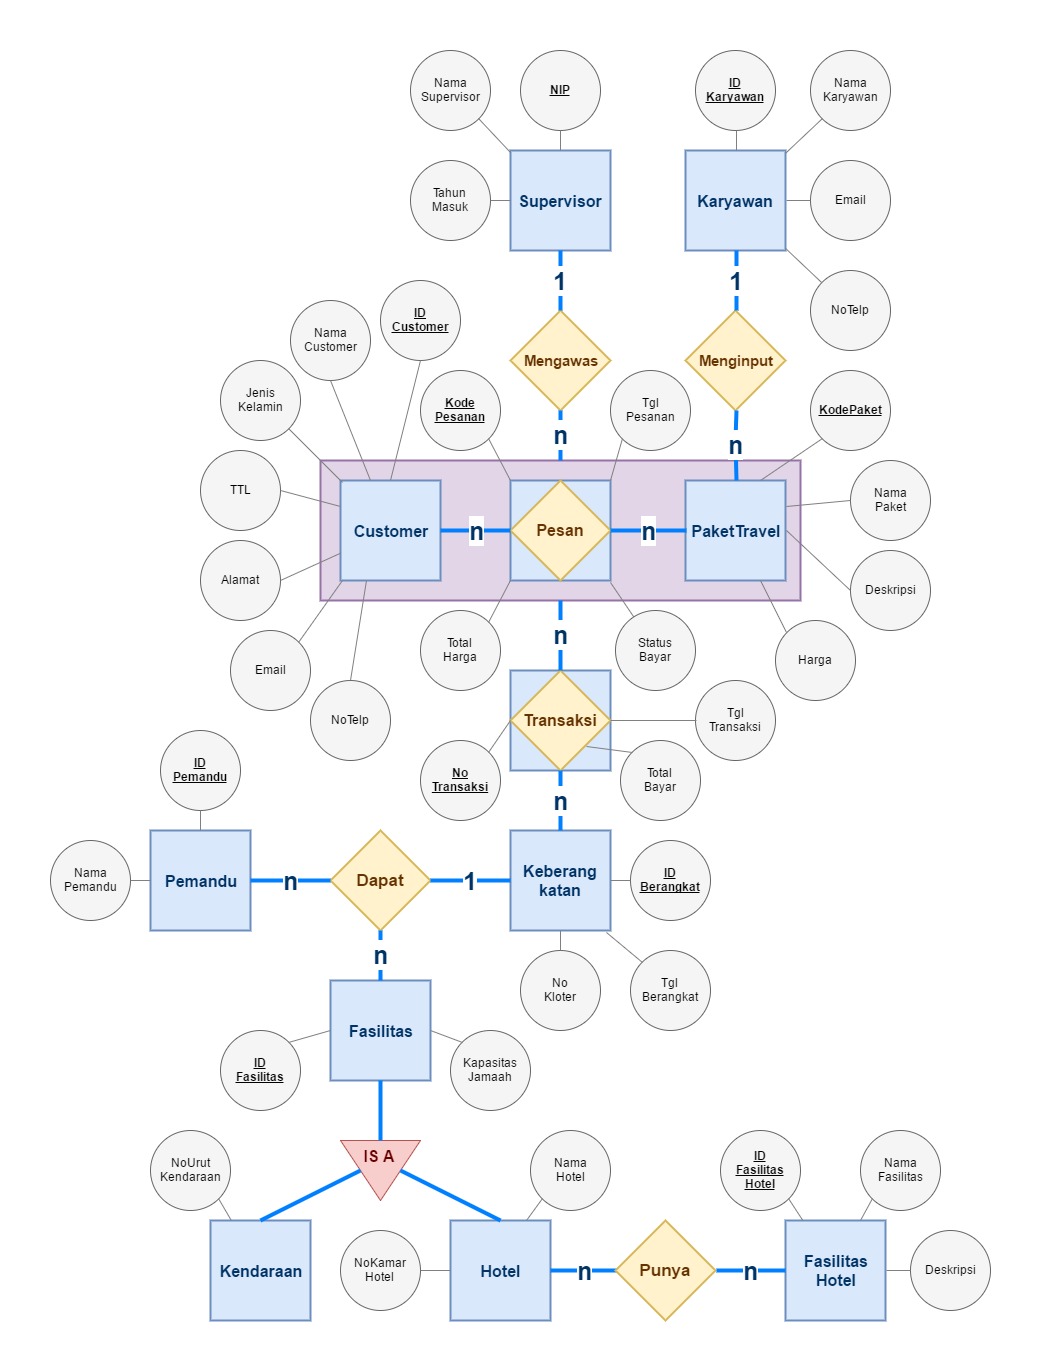 Nama
Supervisor
NIP
ID
Karyawan
Nama
Karyawan
Tahun
Masuk
Supervisor
Karyawan
Email
1
1
NoTelp
ID
Customer
Nama
Customer
Mengawas
Menginput
Jenis
Kelamin
Kode
Pesanan
Tgl
Pesanan
KodePaket
n
n
TTL
Nama
Paket
Customer
n
Pesan
n
PaketTravel
Alamat
Deskripsi
Email
Total
Harga
n
Status
Bayar
Harga
NoTelp
Transaksi
Tgl
Transaksi
ID
Pemandu
No
Transaksi
Total
Bayar
n
Nama
Pemandu
Pemandu
n
Dapat
1
Keberang
katan
ID
Berangkat
n
No
Kloter
Tgl
Berangkat
Fasilitas
ID
Fasilitas
Kapasitas
Jamaah
IS A
NoUrut
Kendaraan
Nama
Hotel
ID
Fasilitas
Hotel
Nama
Fasilitas
Kendaraan
NoKamar
Hotel
Hotel
n
Punya
n
Fasilitas
Hotel
Deskripsi